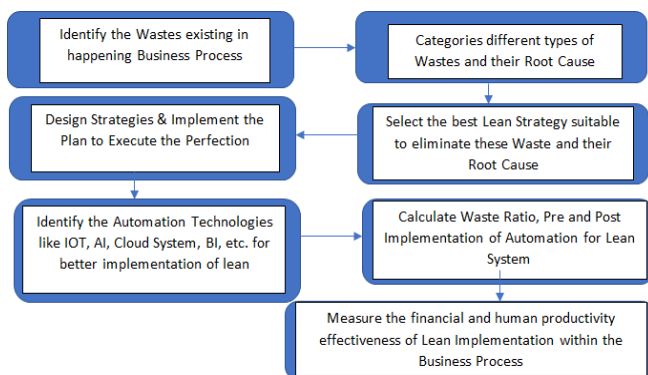 Identify the Wastes existing in
happening Business Process
Categories different types of
Wastes and their Root Cause
Select the best Lean Strategy suitable
to eliminate these Waste and their
Root Cause
Design Strategies & Implement the
Plan to Execute the Perfection
Identify the Automation Technologies
like IOT, AI, Cloud System, BI, etc. for
better implementation of lean
Calculate Waste Ratio, Pre and Post
Implementation of Automation for Lean
System
Measure the financial and human productivity
effectiveness of Lean Implementation within the
Business Process